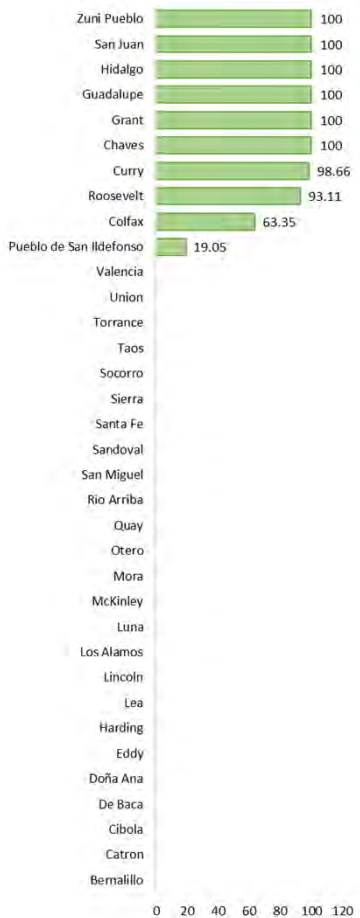 Zuni Pueblo 100
San Juan 100
Hidalgo 100
Guadalupe 100
Grant 100
Chaves 100
Curry 98.66
Roosevelt 93.11
Colfax 63.35
Pueblo de San Ildefonso 19.05
Valencia
Union
Torrance
Taos
Socorro
Sierra
Santa Fe
Sandoval
San Miguel
Rio Arriba
Quay
Otero
Mora
McKinley
Luna
Los Alamos
Lincoln
Lea
Harding
Eddy
Doña Ana
De Baca
Cibola
Catron
Bernalillo
0 20 40 60 80 100 120